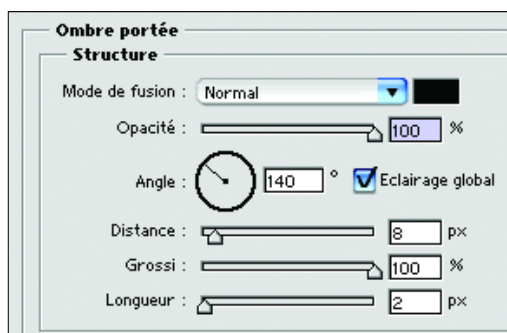 Ombre portée
Structure
Mode de fusion : Normal
Opacité : 100 %
Angle : 140 ° Eclairage global
Distance : 8 px
Grossi : 100 %
Longueur : 2 px